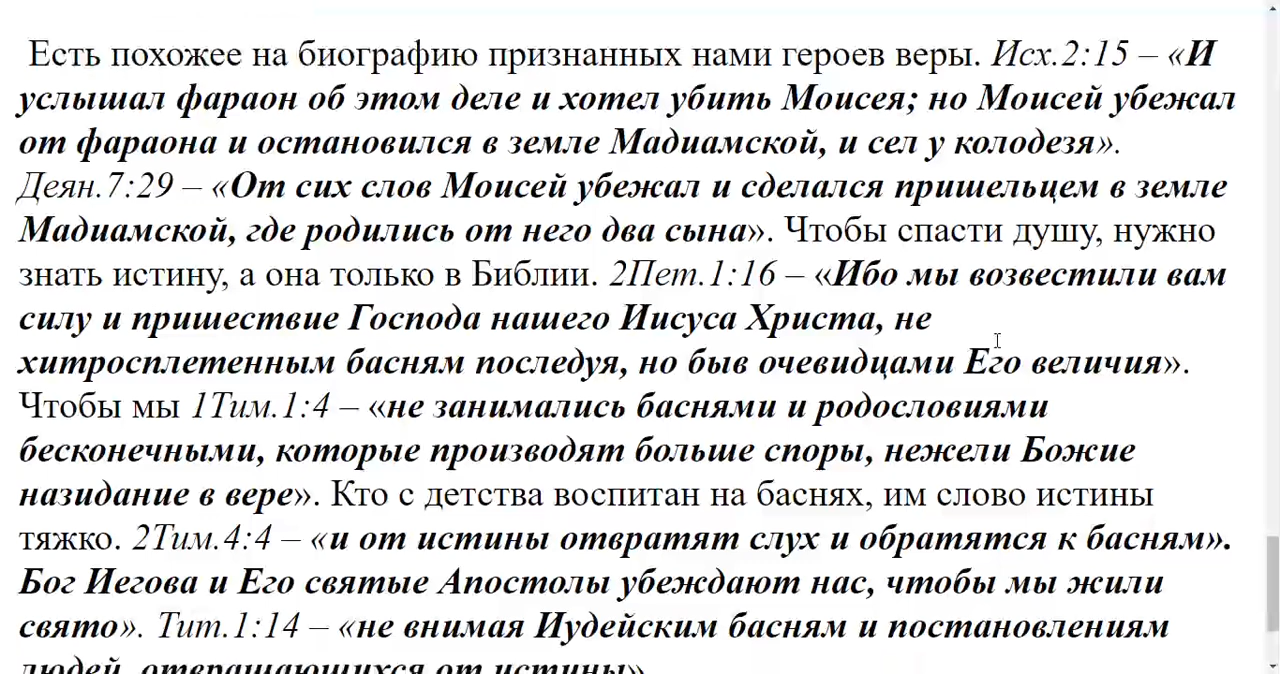 Есть похожее на биографию признанных нами героев веры. Исх.2:15 – «И
услышал фараон об этом деле и хотел убить Моисея; но Моисей убежал
от фараона и остановился в земле Мадиамской, и сел у колодезя».
Деян.7:29 – «От сих слов Моисей убежал и сделался пришельцем в земле
Мадиамской, где родились от него два сына». Чтобы спасти душу, нужно
знать истину, а она только в Библии. 2Пет.1:16 – «Ибо мы возвестили вам
силу и пришествие Господа нашего Иисуса Христа, не
хитросплетенным басням последуя, но быв очевидцами Его величия».
Чтобы мы 1Тим.1:4 – «не занимались баснями и родословиями
бесконечными, которые производят больше споры, нежели Божие
назидание в вере». Кто с детства воспитан на баснях, им слово истины
тяжко. 2Тим.4:4 – «и от истины отвратят слух и обратятся к басням».
Бог Иегова и Его святые Апостолы убеждают нас, чтобы мы жили
свято». Тит.1:14 – «не внимая Иудейским басням и постановлениям
людей, отвращающихся от истины»